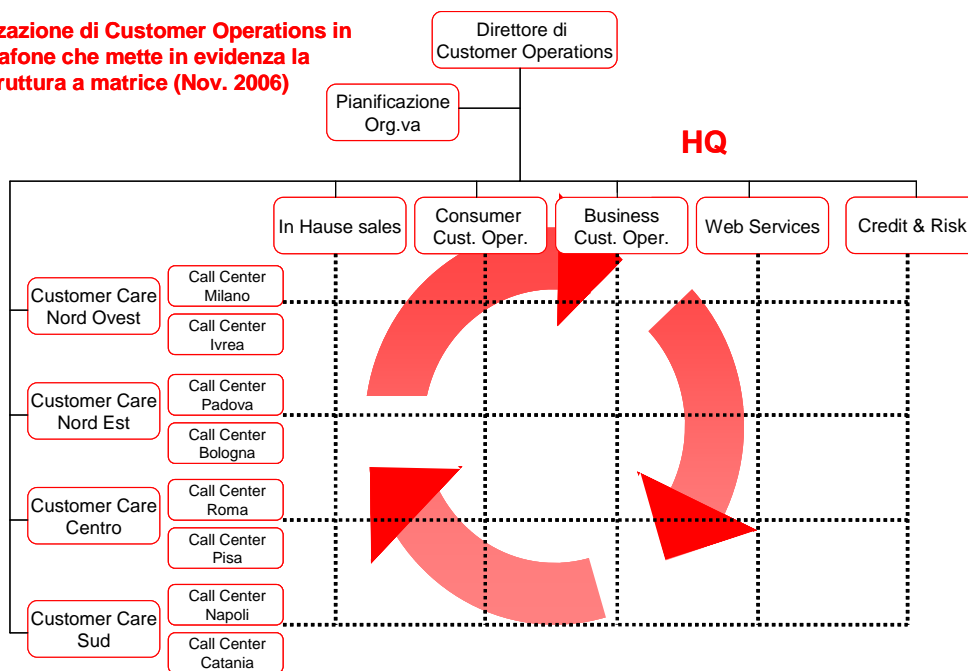 zazione di Customer Operations in
afone che mette in evidenza la
ruttura a matrice (Nov. 2006)
Direttore di
Customer Operations
Pianificazione
Org.va
HQ
In Hause sales
Consumer
Cust. Oper.
Business
Cust. Oper.
Web Services
Credit & Risk
Customer Care
Nord Ovest
Call Center
Milano
Call Center
Ivrea
Customer Care
Nord Est
Call Center
Padova
Call Center
Bologna
Customer Care
Centro
Call Center
Roma
Call Center
Pisa
Customer Care
Sud
Call Center
Napoli
Call Center
Catania